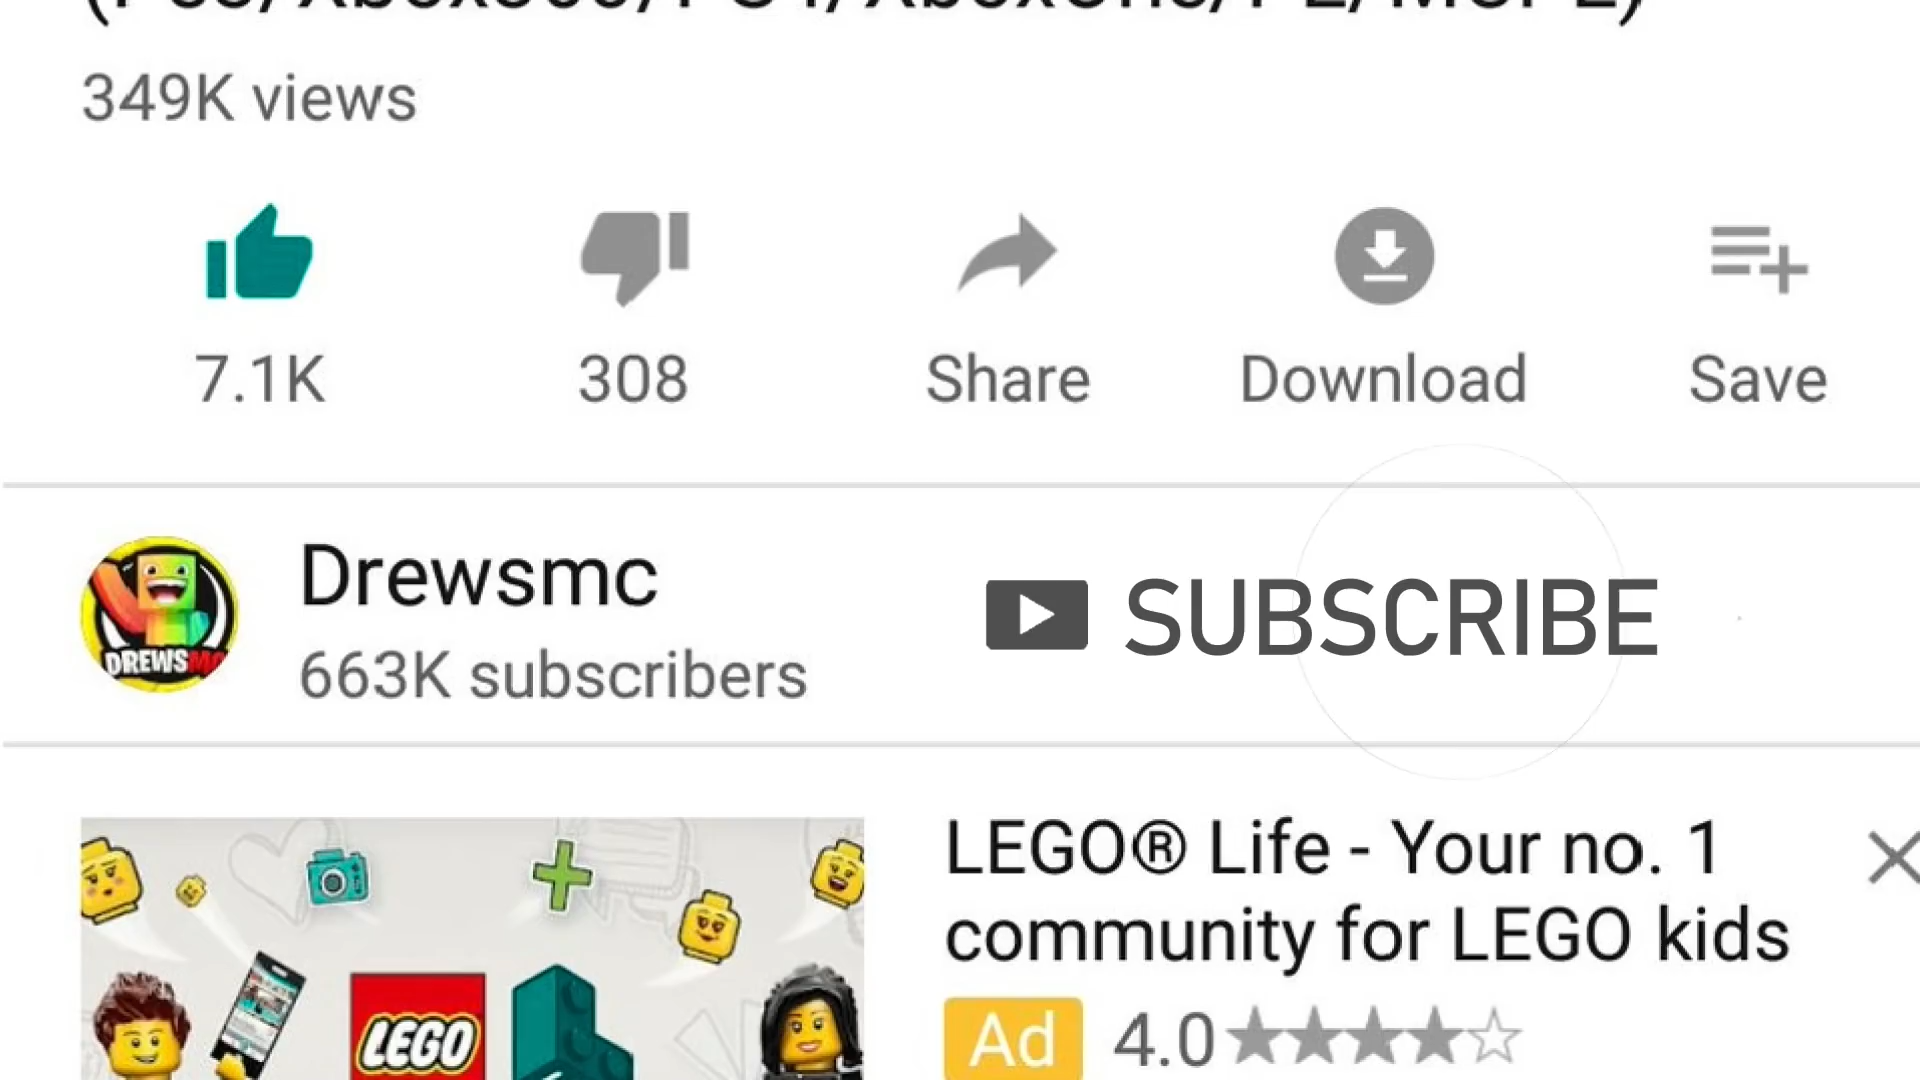 349K views
7.1K
308
Share
Download
Save
Drewsmc
663K subscribers
SUBSCRIBE
DREWSMC
LEGO® Life - Your no. 1
community for LEGO kids
Ad 4.0
LEGO